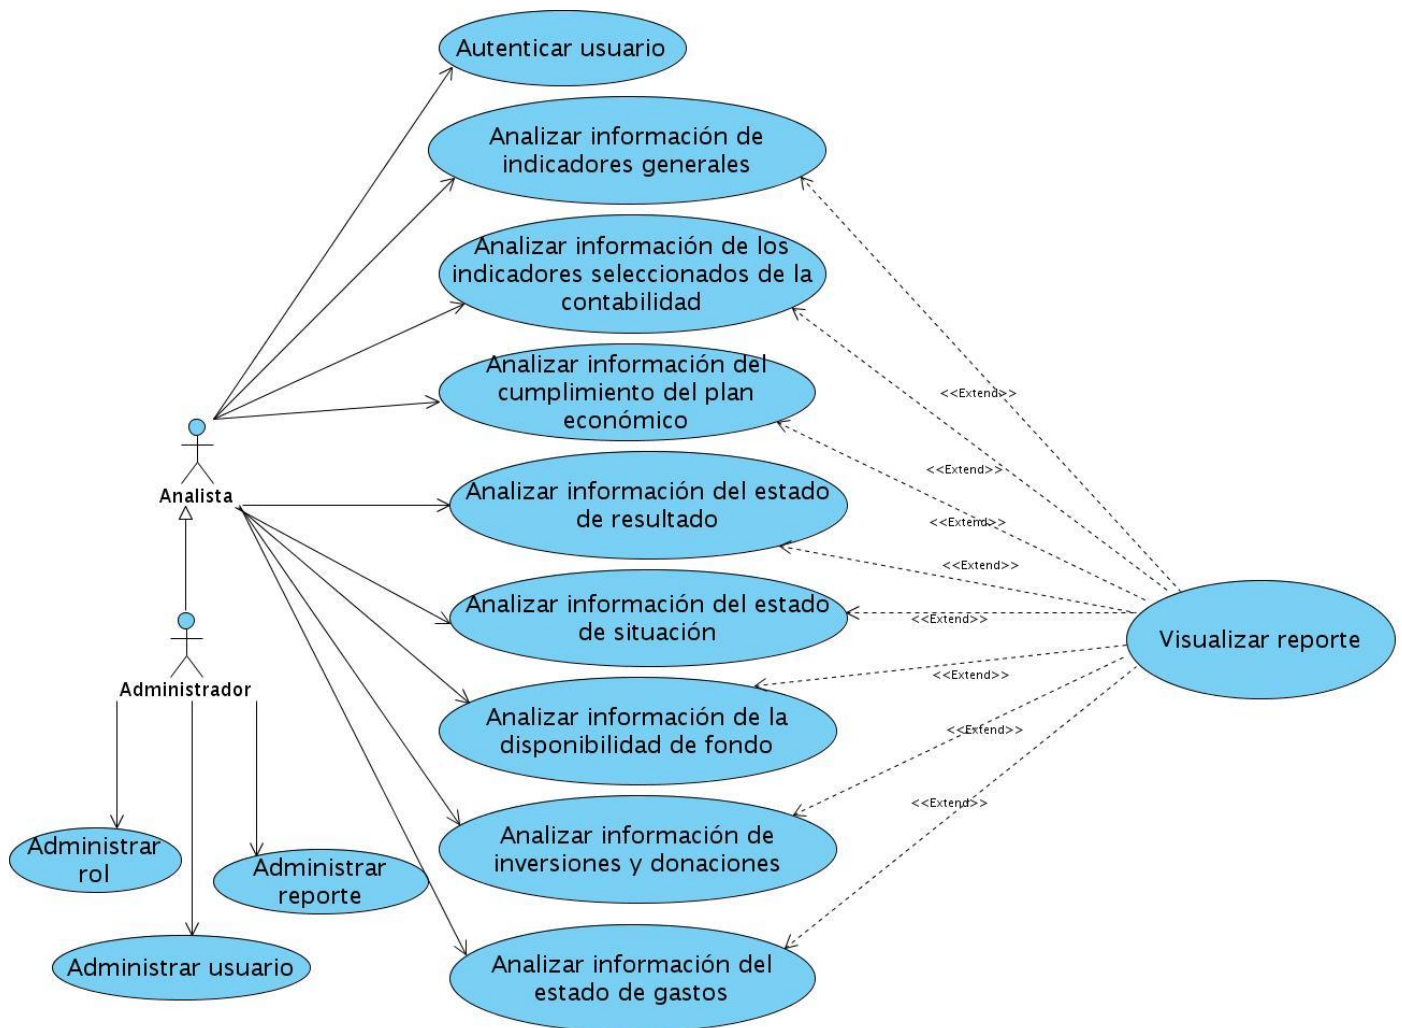 Autenticar usuario
Analizar información de
indicadores generales
Analizar información de los
indicadores seleccionados de la
contabilidad
Analizar información del
cumplimiento del plan
económico
<<Extend>>
<<Extend>>
<<Extend>>
<<Extend>>
<<Extend>>
<<Extend>>
<<Extend>>
<<Extend>>
Analista
Analizar información del estado
de resultado
Analizar información del estado
de situación
Visualizar reporte
Administrador
Analizar información de la
disponibilidad de fondo
Analizar información de
inversiones y donaciones
Administrar
rol
Administrar
reporte
Administrar usuario
Analizar información del
estado de gastos